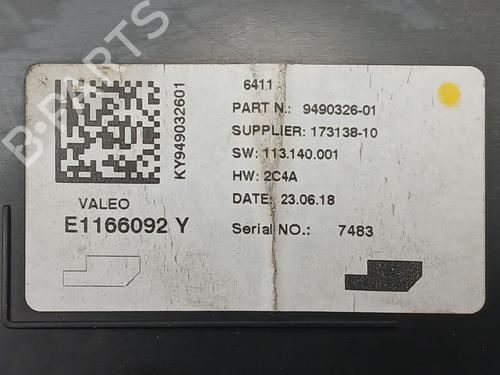 B-PARTS
KY949032601
VALEO
E1166092 Y
6411
PART N.: 9490326-01
SUPPLIER: 173138-10
SW: 113.140.001
HW: 2C4A
DATE: 23.06.18
Serial NO.: 7483